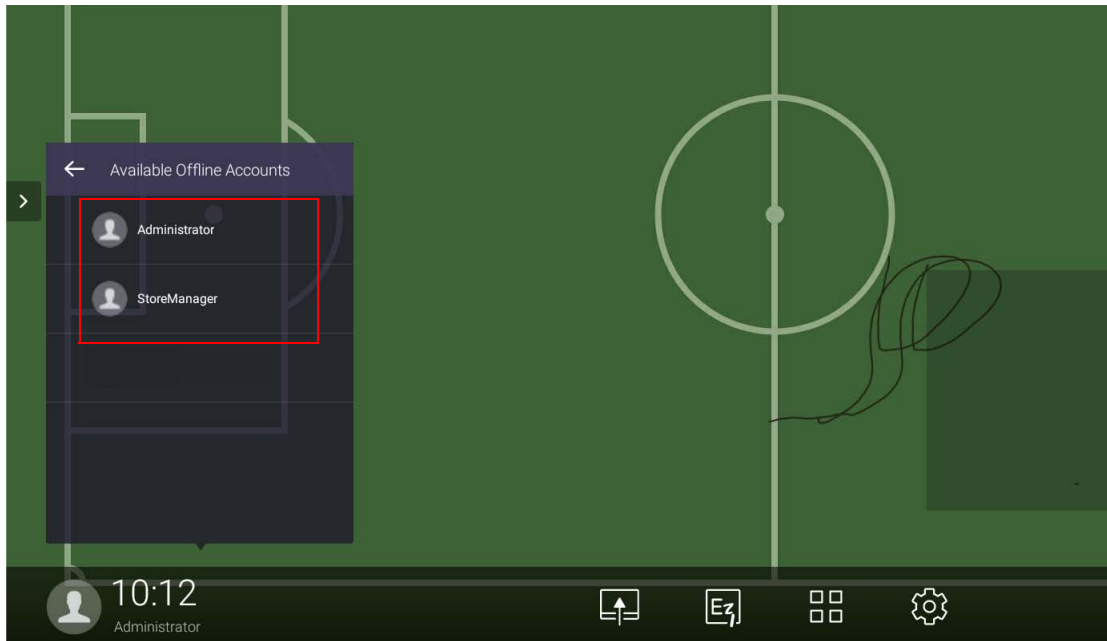 Available Offline Accounts
Administrator
StoreManager
10:12
Administrator